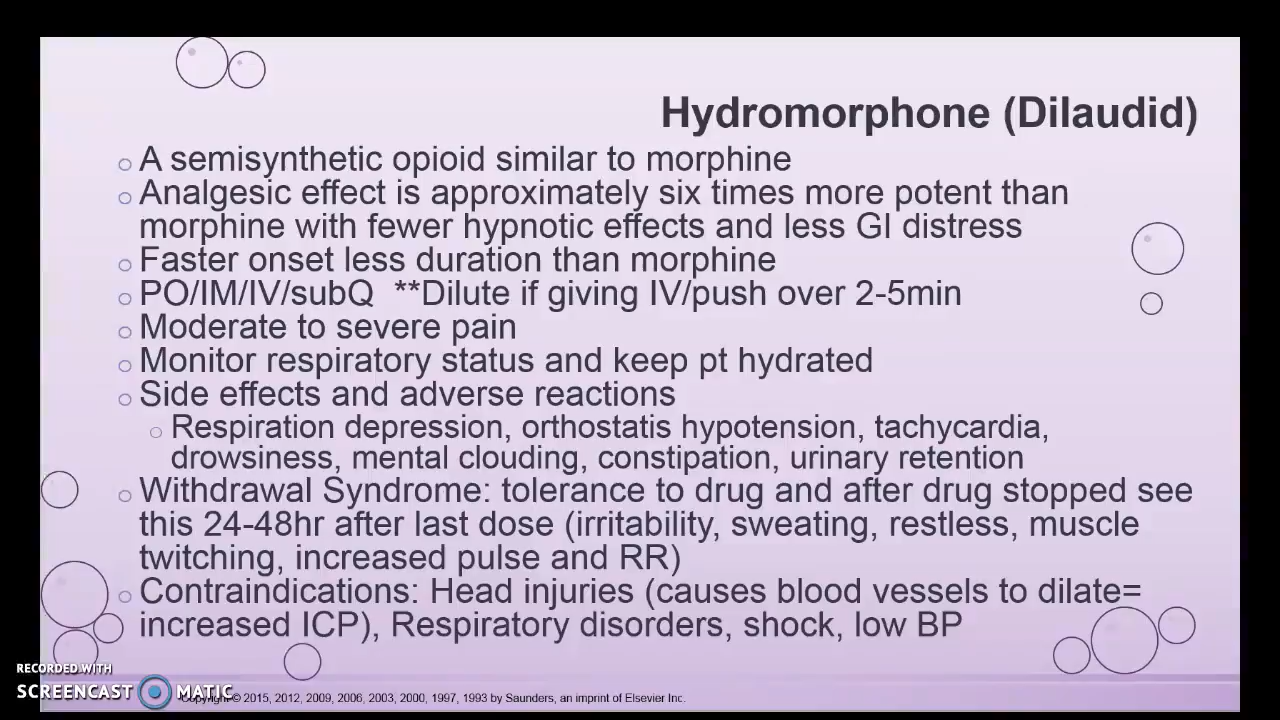 Hydromorphone (Dilaudid)
A semisynthetic opioid similar to morphine
Analgesic effect is approximately six times more potent than
morphine with fewer hypnotic effects and less GI distress
Faster onset less duration than morphine
PO/IM/IV/subQ **Dilute if giving IV/push over 2-5min
Moderate to severe pain
Monitor respiratory status and keep pt hydrated
Side effects and adverse reactions
Respiration depression, orthostatis hypotension, tachycardia,
drowsiness, mental clouding, constipation, urinary retention
Withdrawal Syndrome: tolerance to drug and after drug stopped see
this 24-48hr after last dose (irritability, sweating, restless, muscle
twitching, increased pulse and RR)
Contraindications: Head injuries (causes blood vessels to dilate=
increased ICP), Respiratory disorders, shock, low BP
RECORDED WITH
SCREENCAST MATIC
Copyright © 2015, 2012, 2009, 2006, 2003, 2000, 1997, 1993 by Saunders, an imprint of Elsevier Inc.